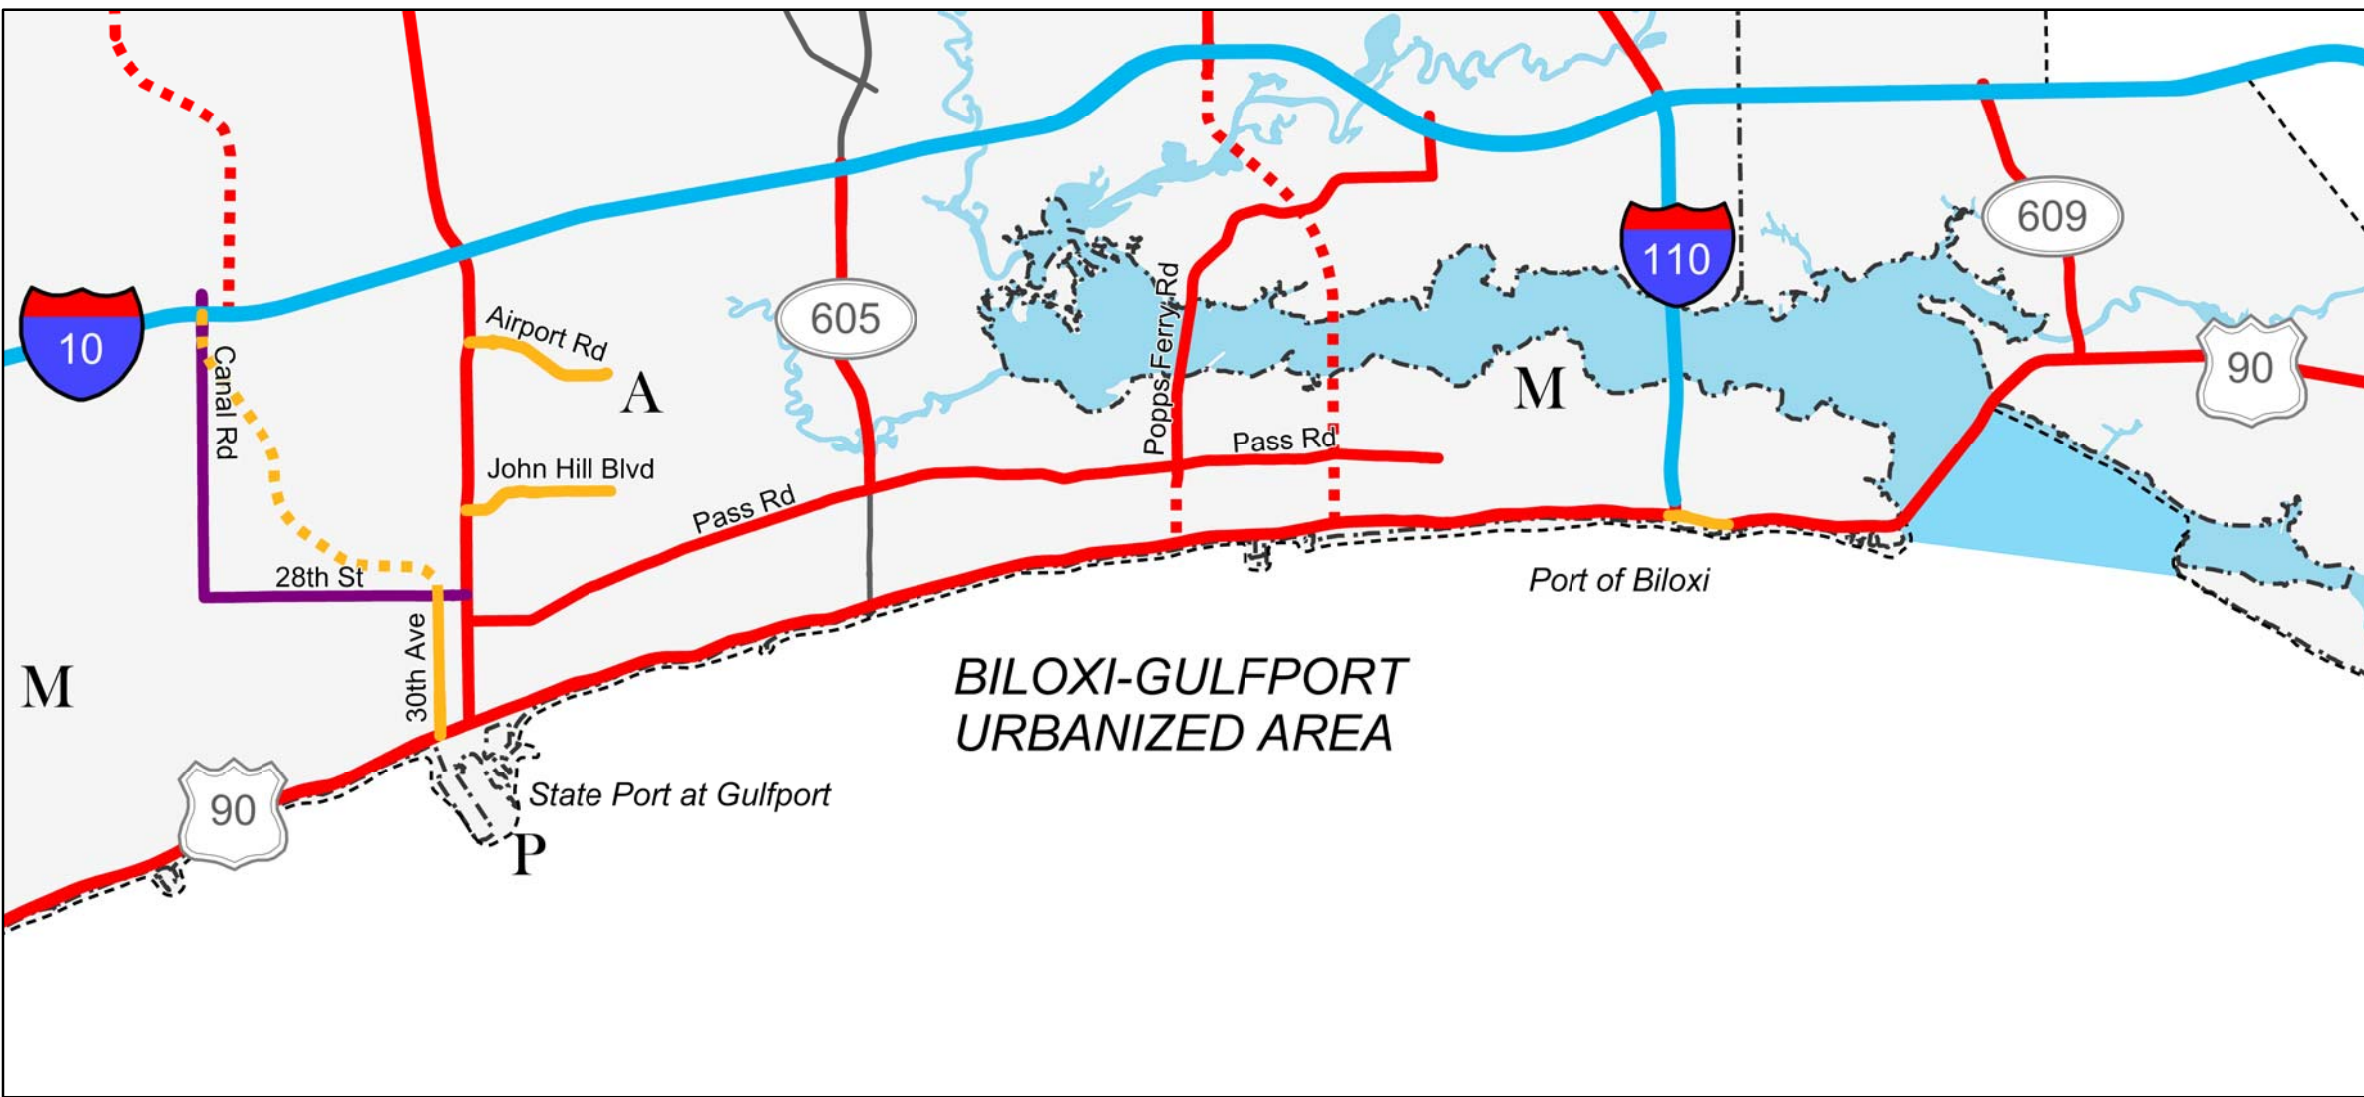 110
609
10
605
90
Airport Rd
Canal Rd
A
M
Popps Ferry Rd
Pass Rd
John Hill Blvd
Pass Rd
28th St
Port of Biloxi
30th Ave
M
BILOXI-GULFPORT
URBANIZED AREA
90
State Port at Gulfport
P